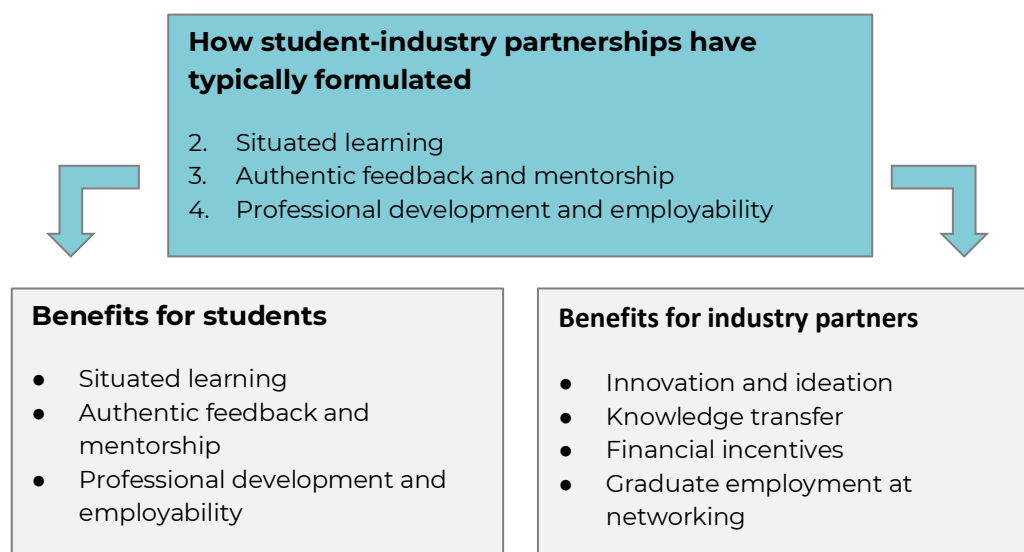 How student-industry partnerships have
typically formulated
2. Situated learning
3. Authentic feedback and mentorship
4. Professional development and employability
Benefits for students
● Situated learning
● Authentic feedback and
mentorship
● Professional development and
employability
Benefits for industry partners
● Innovation and ideation
● Knowledge transfer
● Financial incentives
● Graduate employment at
networking